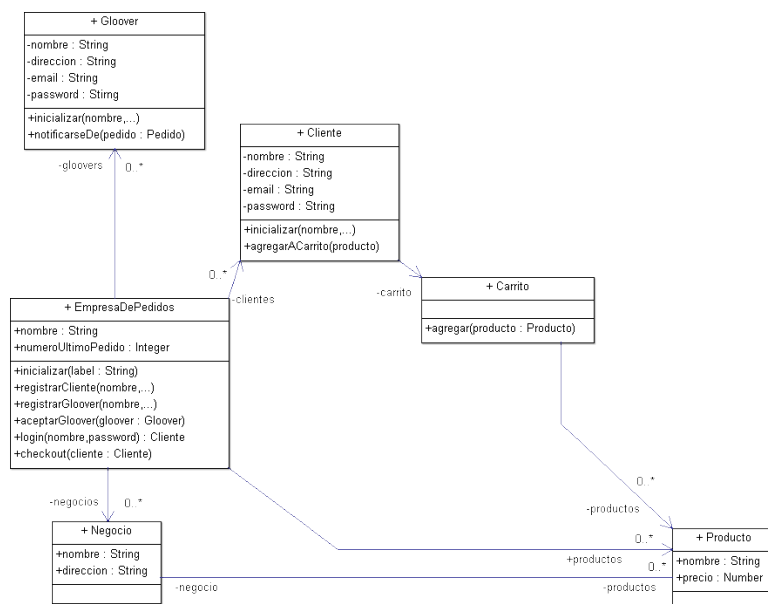 + Gloover
-nombre : String
-direccion : String
-email : String
-password : Stirng
+inicializar(nombre,...)
+notificarseDe(pedido : Pedido)
-gloovers
0..*
+ Cliente
-nombre : String
-direccion : String
-email : String
-password : String
+inicializar(nombre,...)
+agregarACarrito(producto)
0..*
-clientes
-carrito
+ Carrito
+agregar(producto : Producto)
+ EmpresaDePedidos
+nombre : String
+numeroUltimoPedido : Integer
+inicializar(label : String)
+registrarCliente(nombre,...)
+registrarGloover(nombre,...)
+aceptarGloover(gloover : Gloover)
+login(nombre,password) : Cliente
+checkout(cliente : Cliente)
-negocios
0..*
0..*
-productos
+ Negocio
+nombre : String
+direccion : String
0..*
+productos
0..*
-negocio
-productos
+ Producto
+nombre : String
+precio : Number